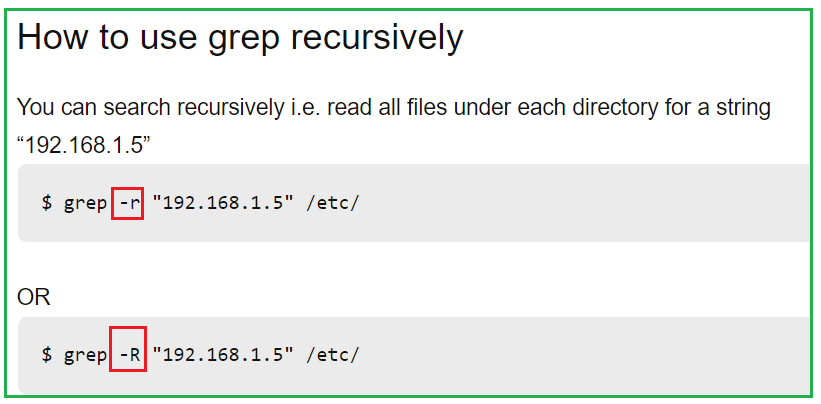 How to use grep recursively
You can search recursively i.e. read all files under each directory for a string
“192.168.1.5”
$ grep -r "192.168.1.5" /etc/
OR
$ grep -R "192.168.1.5" /etc/